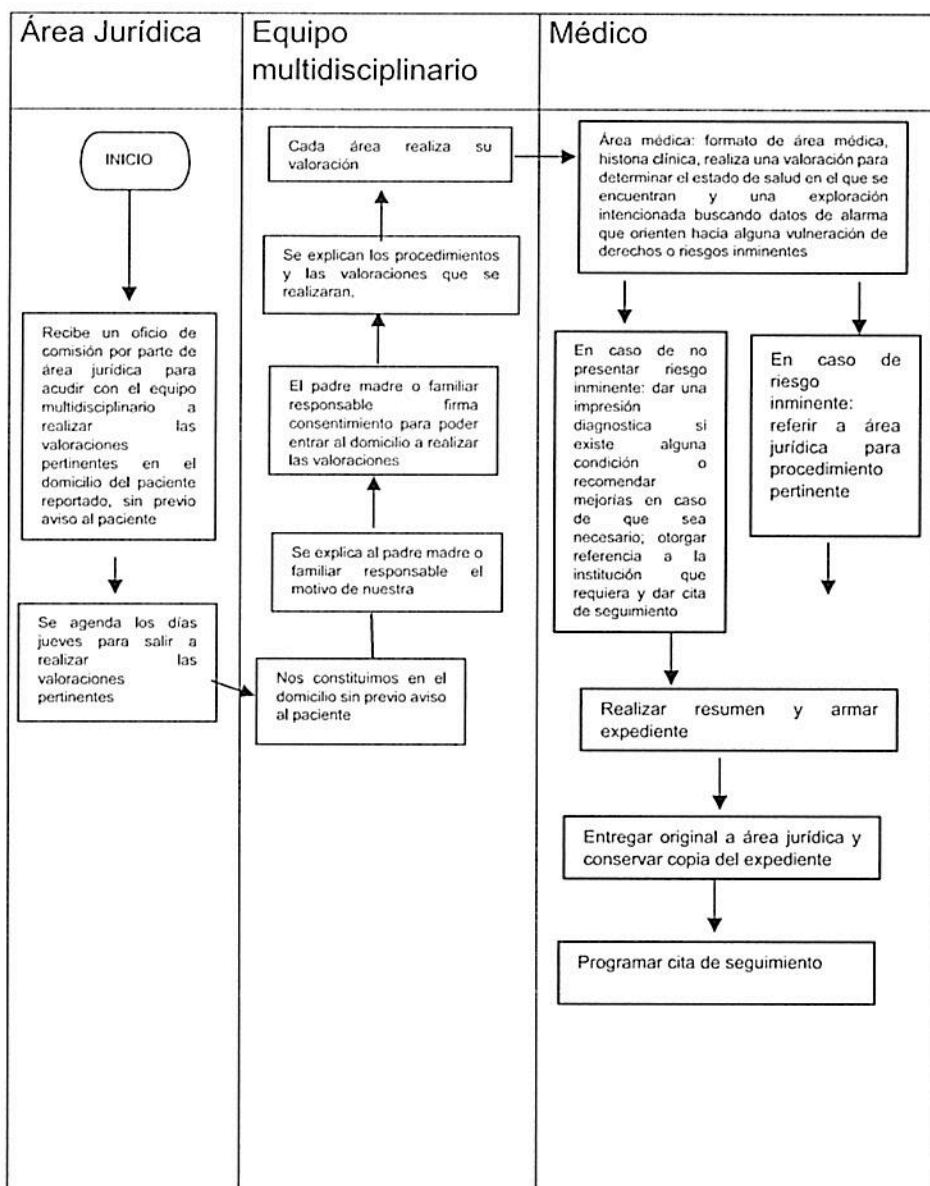 Área Jurídica
Equipo
multidisciplinario
Médico
INICIO
Recibe un oficio de
comisión por parte de
área jurídica para
acudir con el equipo
multidisciplinario a
realizar las
valoraciones
pertinentes en el
domicilio del paciente
reportado, sin previo
aviso al paciente
Se agenda los días
jueves para salir a
realizar las
valoraciones
pertinentes
Nos constituimos en el
domicilio sin previo aviso
al paciente
Se explica al padre madre o
familiar responsable el
motivo de nuestra
El padre madre o familiar
responsable firma
consentimiento para poder
entrar al domicilio a realizar
las valoraciones
Se explican los procedimientos
y las valoraciones que se
realizaran.
Cada área realiza su
valoración
Área médica: formato de área médica,
historia clínica, realiza una valoración para
determinar el estado de salud en el que se
encuentran y una exploración
intencionada buscando datos de alarma
que orienten hacia alguna vulneración de
derechos o riesgos inminentes
En caso de no
presentar riesgo
inminente: dar una
impresión
diagnostica si
existe alguna
condición o
recomendar
mejorías en caso
de que sea
necesario; otorgar
referencia a la
institución que
requiera y dar cita
de seguimiento
En caso de
riesgo
inminente:
referir a área
jurídica para
procedimiento
pertinente
Realizar resumen y armar
expediente
Entregar original a área jurídica y
conservar copia del expediente
Programar cita de seguimiento